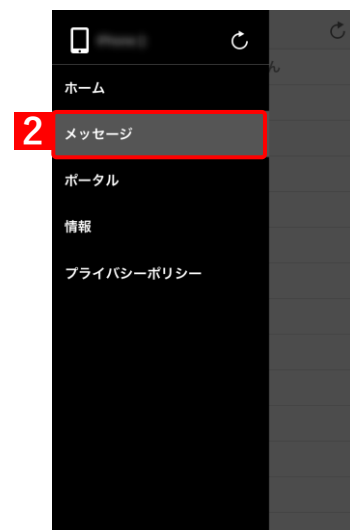 ん
ホーム
2
メッセージ
ポータル
情報
プライバシーポリシー